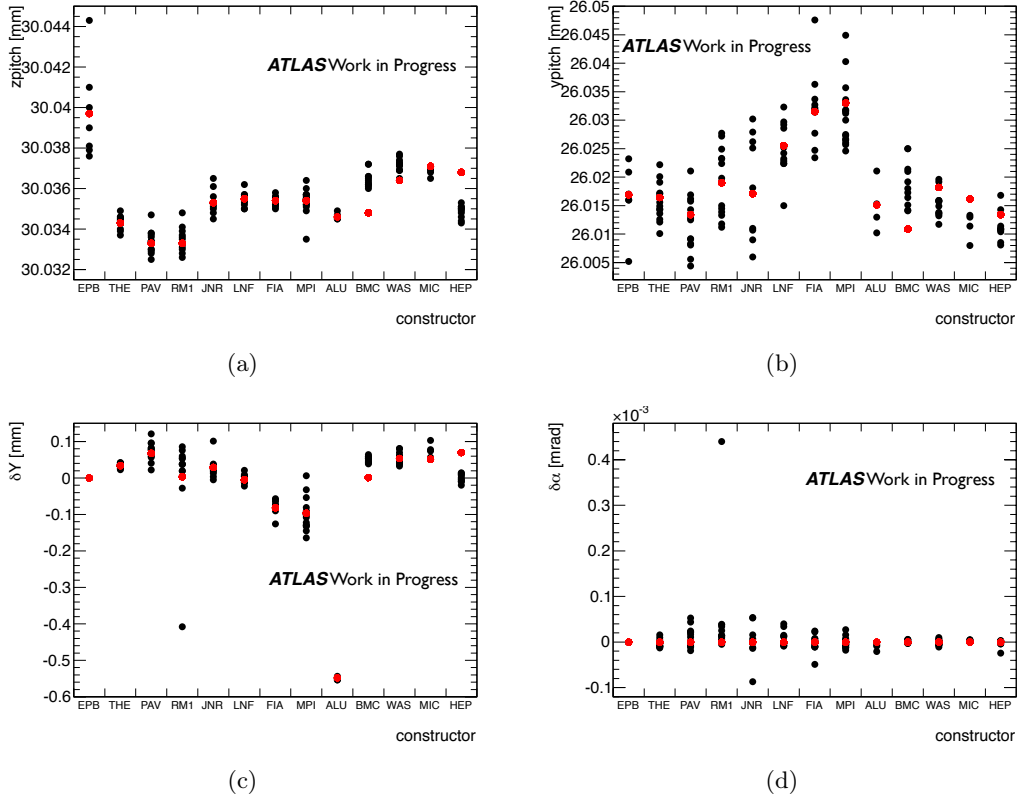 zpitch [mm]
30.044
30.042
30.04
30.038
30.036
30.034
30.032
ATLAS Work in Progress
EPB THE PAV RM1 JNR LNF FIA MPI ALU BMC WAS MIC HEP
constructor
(a)
ypitch [mm]
26.05
26.045
26.04
26.035
26.03
26.025
26.02
26.015
26.01
26.005
ATLAS Work in Progress
EPB THE PAV RM1 JNR LNF FIA MPI ALU BMC WAS MIC HEP
constructor
(b)
δY [mm]
0.1
0
-0.1
-0.2
-0.3
-0.4
-0.5
-0.6
ATLAS Work in Progress
EPB THE PAV RM1 JNR LNF FIA MPI ALU BMC WAS MIC HEP
constructor
(c)
×10-3
δα [mrad]
0.4
0.3
0.2
0.1
0
-0.1
ATLAS Work in Progress
EPB THE PAV RM1 JNR LNF FIA MPI ALU BMC WAS MIC HEP
constructor
(d)